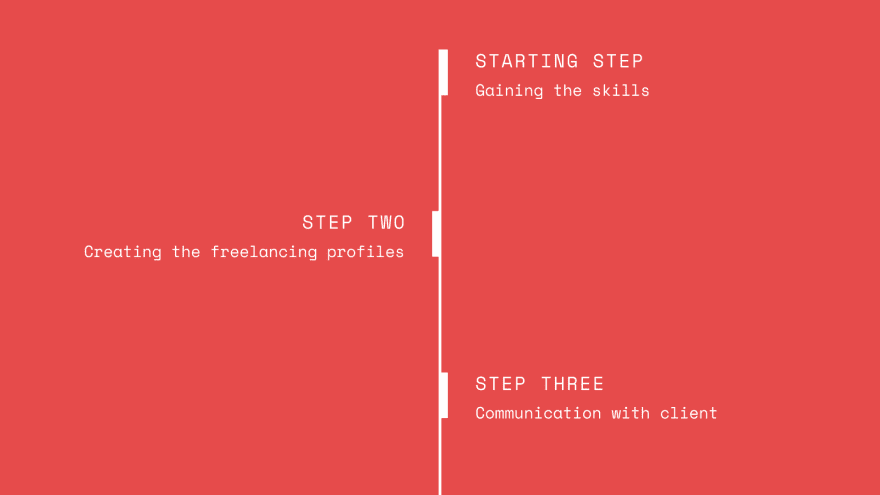 STARTING STEP
Gaining the skills
STEP TWO
Creating the freelancing profiles
STEP THREE
Communication with client